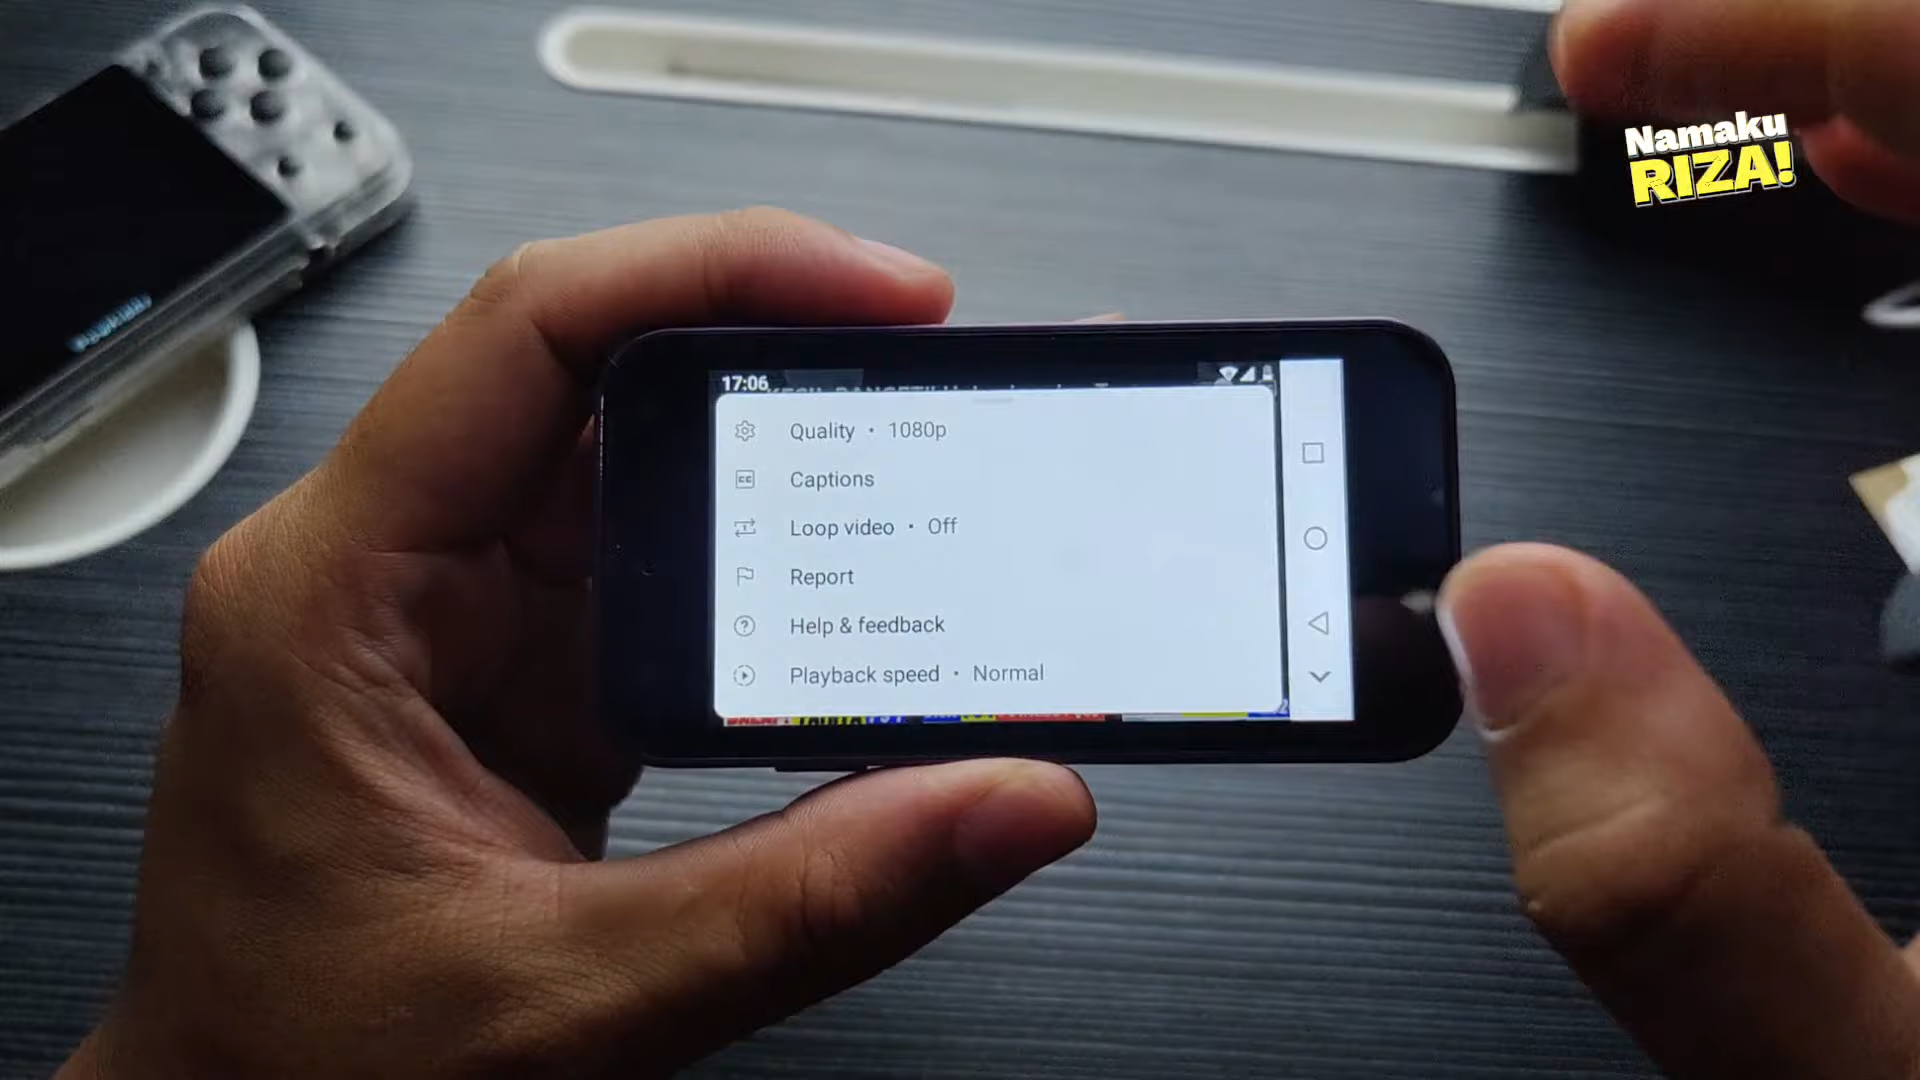 Namaku
RIZA!
17:06
Quality • 1080p
Captions
Loop video • Off
Report
Help & feedback
Playback speed • Normal